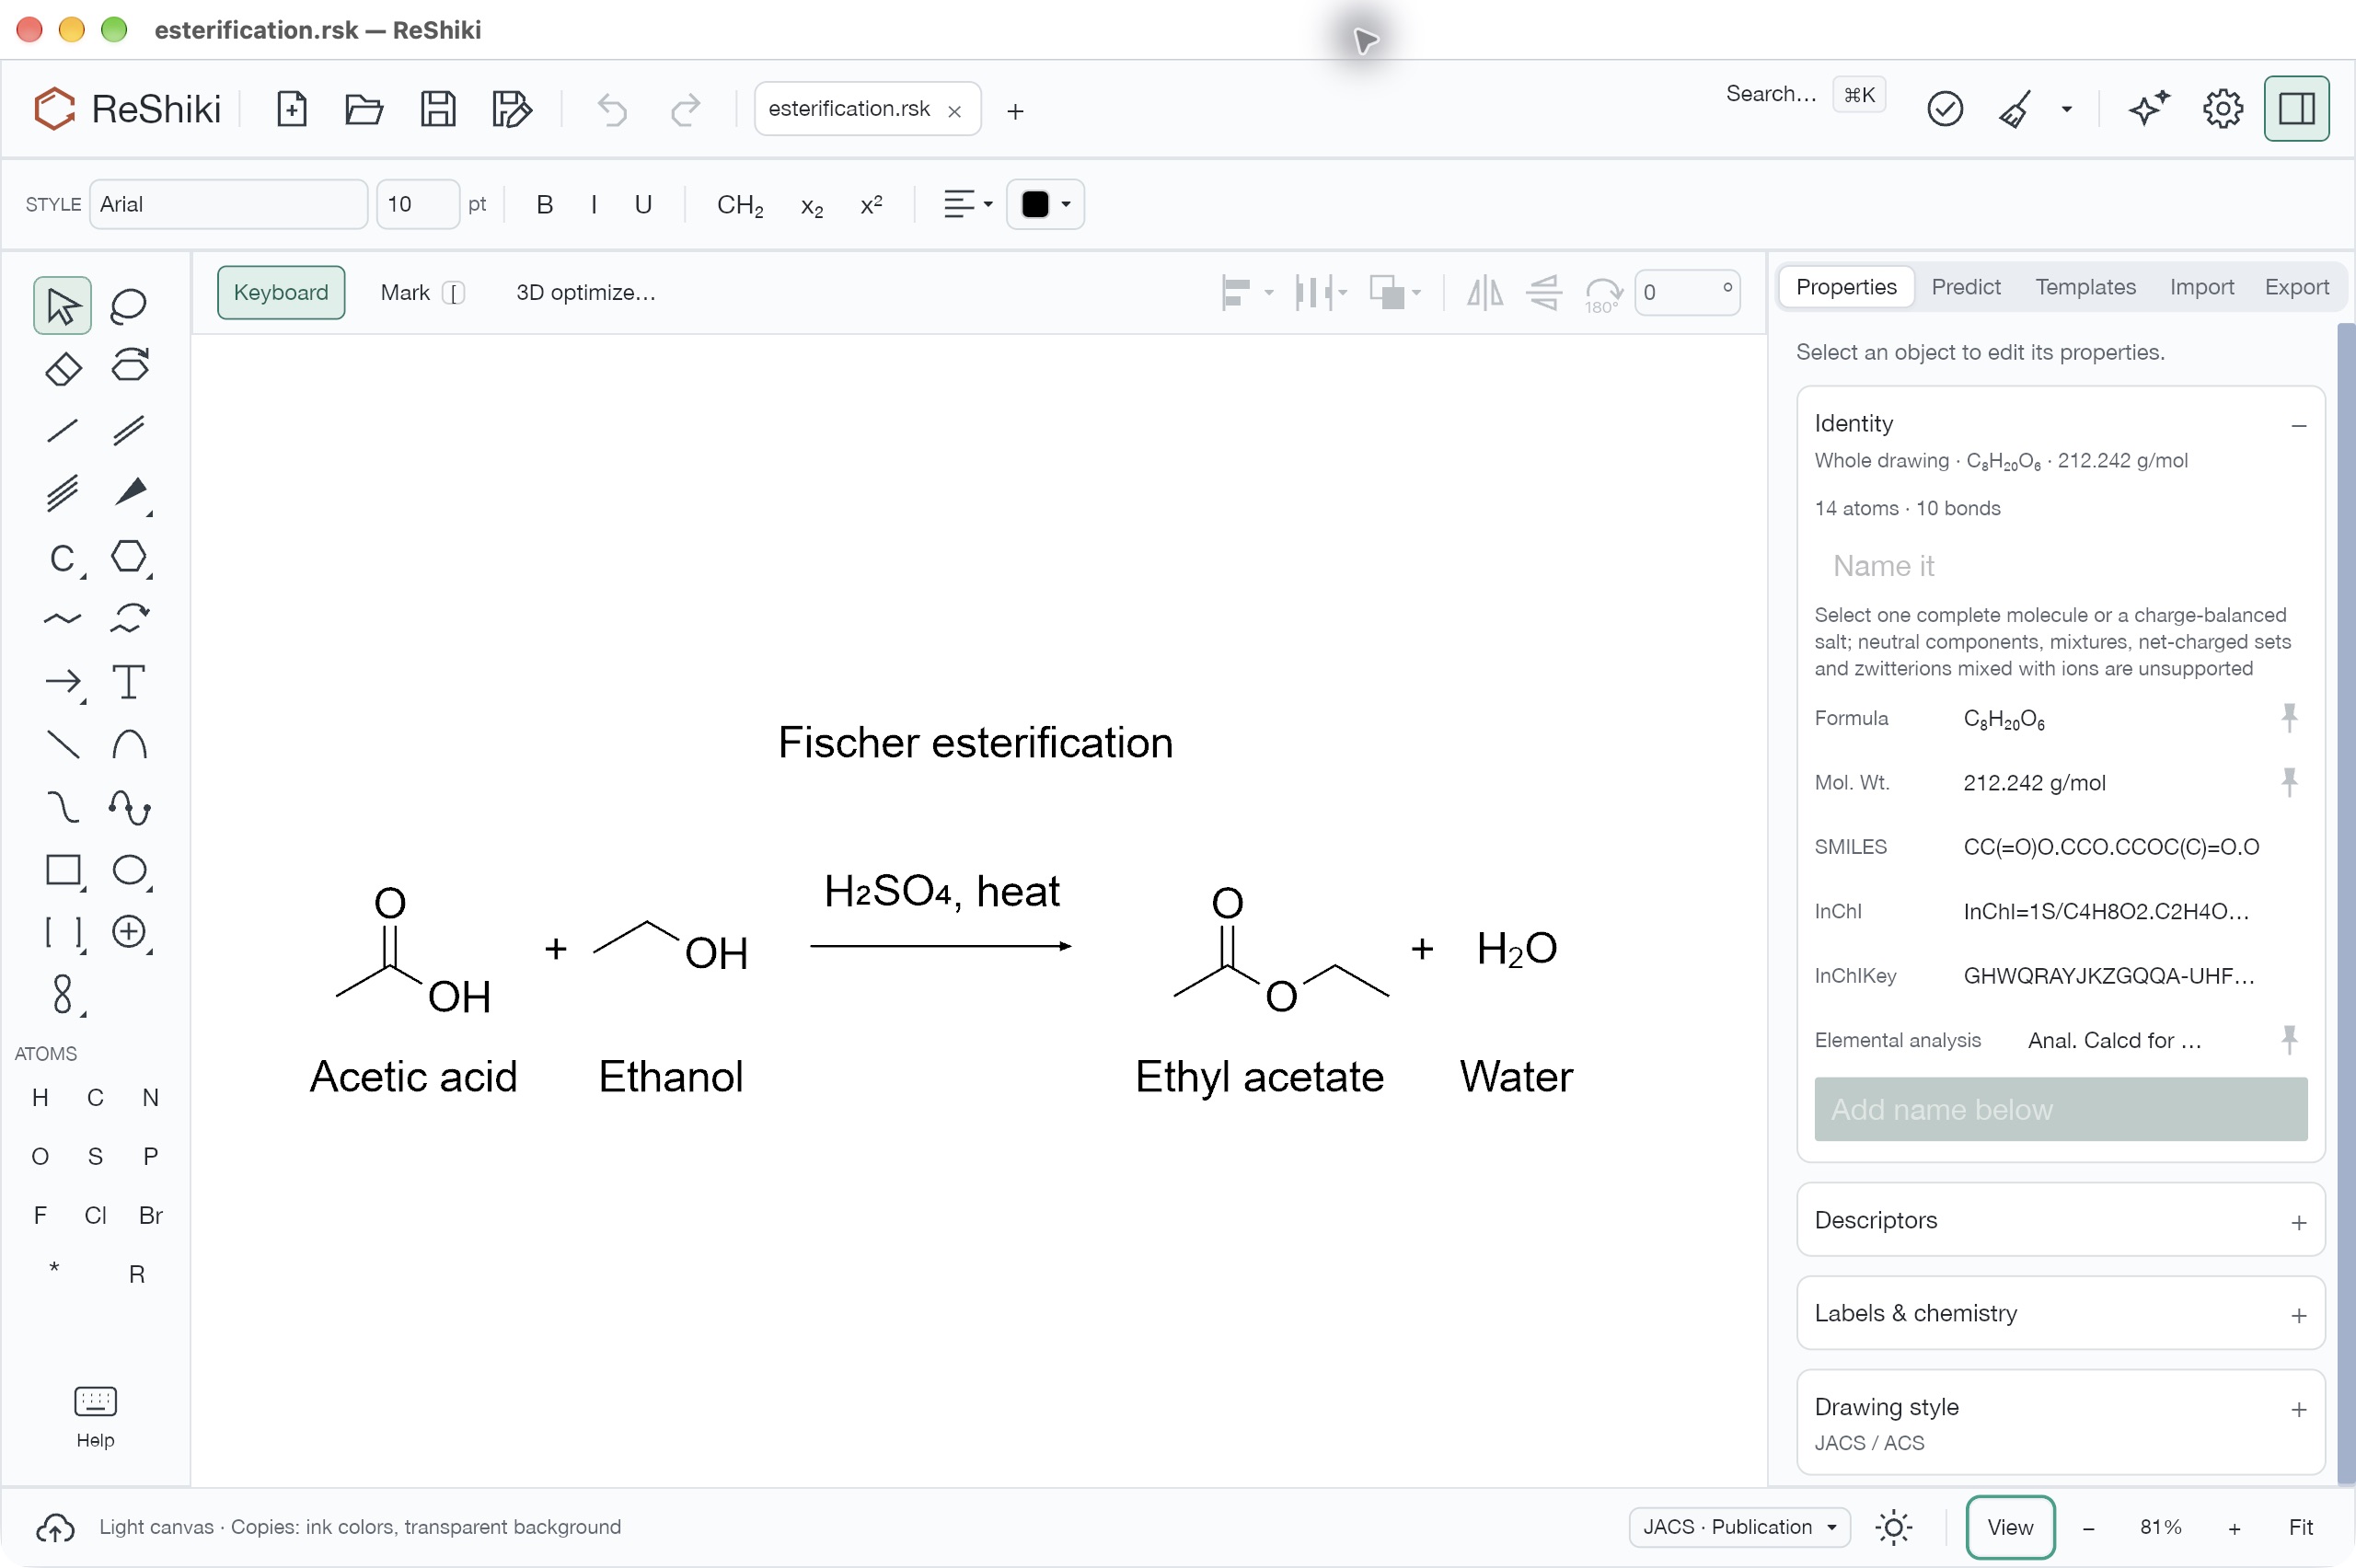 esterification.rsk — ReShiki
ReShiki
esterification.rsk
Search... ⌘K
STYLE Arial 10 pt B I U CH₂ x₂ x²
Keyboard Mark [ 3D optimize...
180° 0 °
Properties Predict Templates Import Export
Select an object to edit its properties.
Identity
Whole drawing · C₈H₂₀O₆ · 212.242 g/mol
14 atoms · 10 bonds
Name it
Select one complete molecule or a charge-balanced
salt; neutral components, mixtures, net-charged sets
and zwitterions mixed with ions are unsupported
Formula C₈H₂₀O₆
Mol. Wt. 212.242 g/mol
SMILES CC(=O)O.CCO.CCOC(C)=O.O
InChI InChI=1S/C4H8O2.C2H4O...
InChIKey GHWQRAYJKZGQQA-UHF...
Elemental analysis Anal. Calcd for ...
Add name below
Descriptors
Labels & chemistry
Drawing style
JACS / ACS
C
T
ATOMS
H C N
O S P
F Cl Br
* R
Help
Fischer esterification
H₂SO₄, heat
O
OH
+
OH
O
O
+
H₂O
Acetic acid Ethanol Ethyl acetate Water
Light canvas · Copies: ink colors, transparent background
JACS · Publication View − 81% + Fit